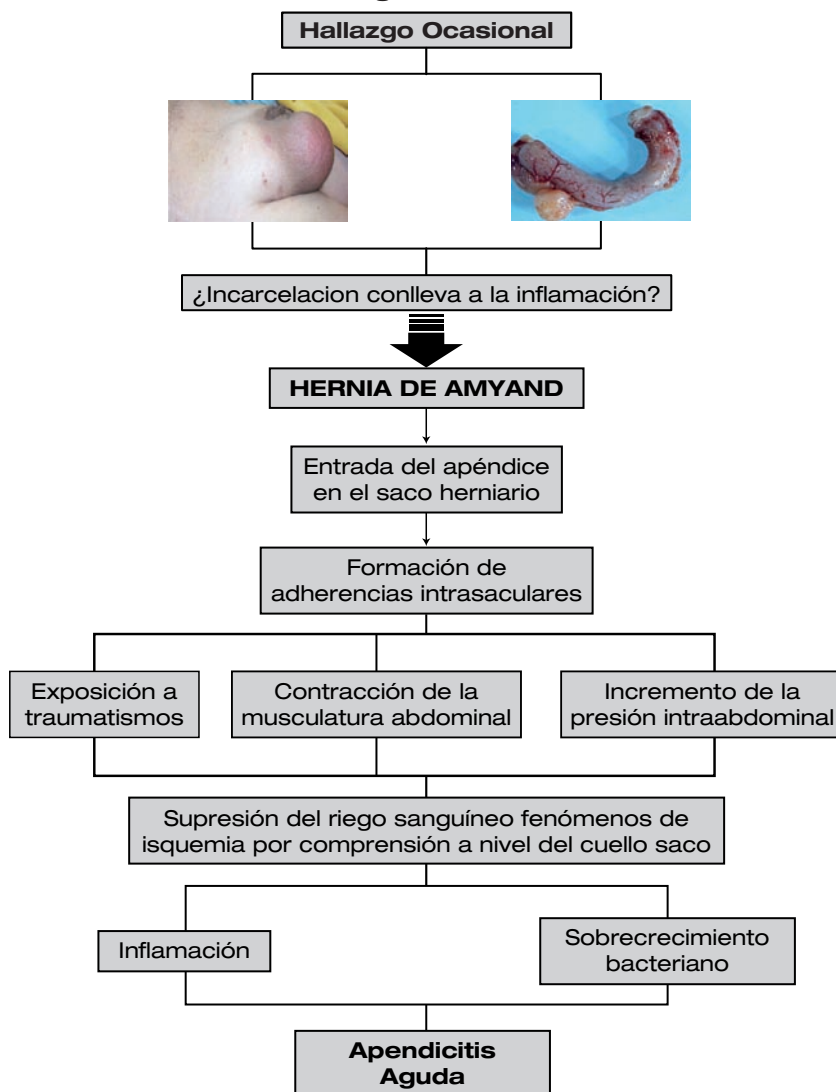 Hallazgo Ocasional
¿Incarcelacion conlleva a la inflamación?
HERNIA DE AMYAND
Entrada del apéndice
en el saco herniario
Formación de
adherencias intrasaculares
Exposición a
traumatismos
Contracción de la
musculatura abdominal
Incremento de la
presión intraabdominal
Supresión del riego sanguíneo fenómenos de
isquemia por comprensión a nivel del cuello saco
Inflamación
Sobrecrecimiento
bacteriano
Apendicitis
Aguda